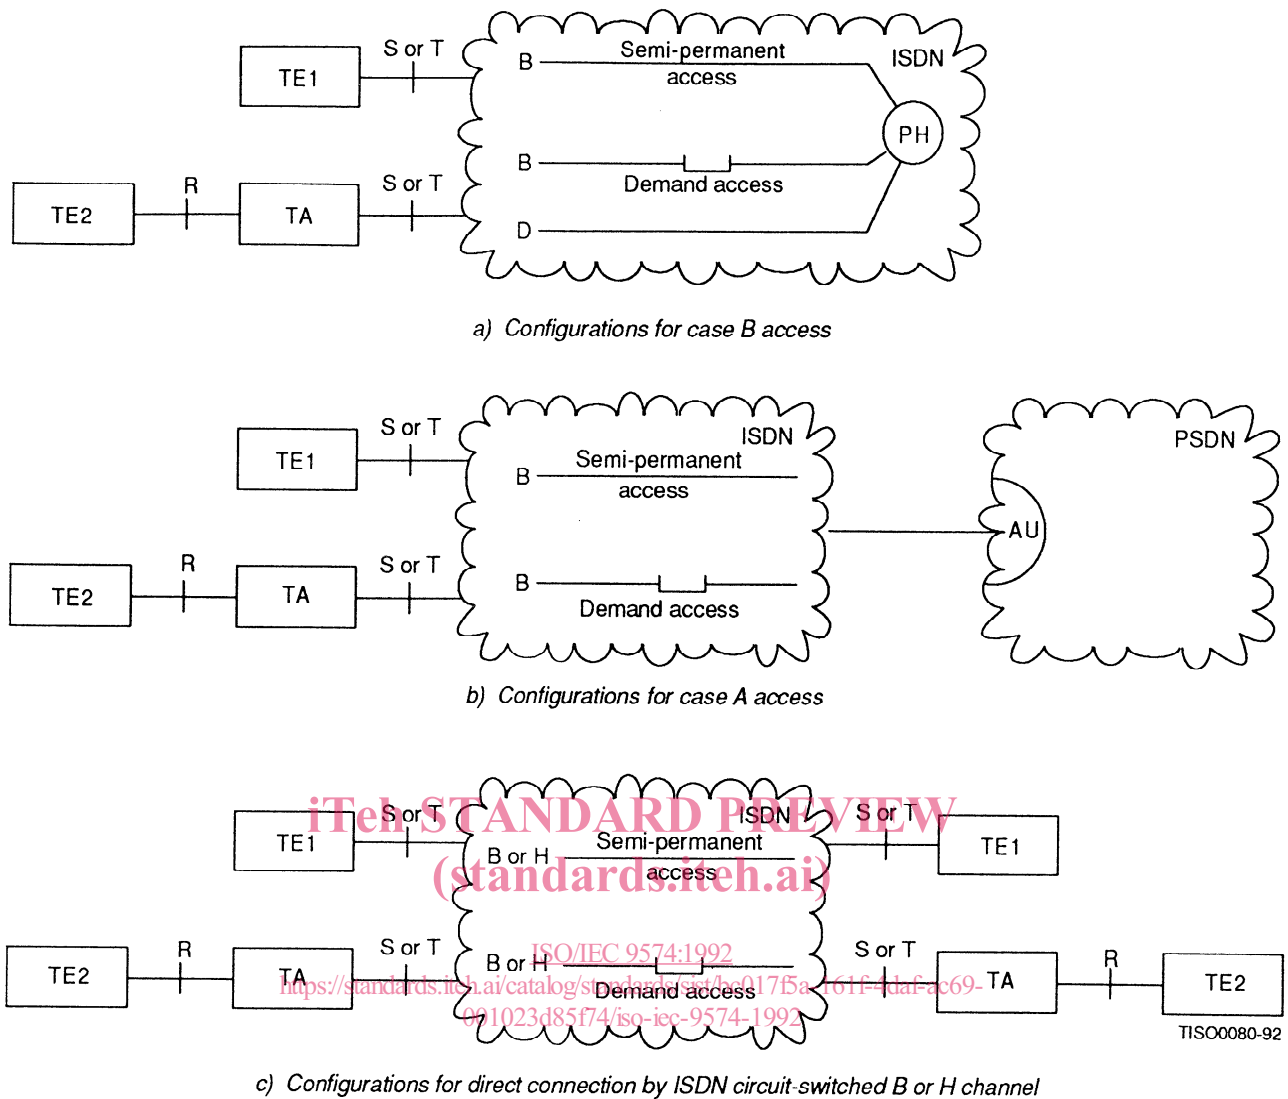 S or T
Semi-permanent
access
ISDN
TE1
B
PH
B
Demand access
R
S or T
TE2
TA
D
a) Configurations for case B access
S or T
ISDN
PSDN
TE1
Semi-permanent
B
access
AU
R
S or T
TE2
TA
B
Demand access
b) Configurations for case A access
iTeh STANDARD PREVIEW
(standards.iteh.ai)
S or T
ISDN
S or T
TE1
Semi-permanent
B or H
access
TE1
ISO/IEC 9574:1992
https://standards.iteh.ai/catalog/standards/sist/bc017f5a-161f-4daf-ac69-
001023d85f74/iso-iec-9574-1992
R
S or T
B or H
Demand access
S or T
R
TE2
TA
TA
TE2
TISO0080-92
c) Configurations for direct connection by ISDN circuit-switched B or H channel